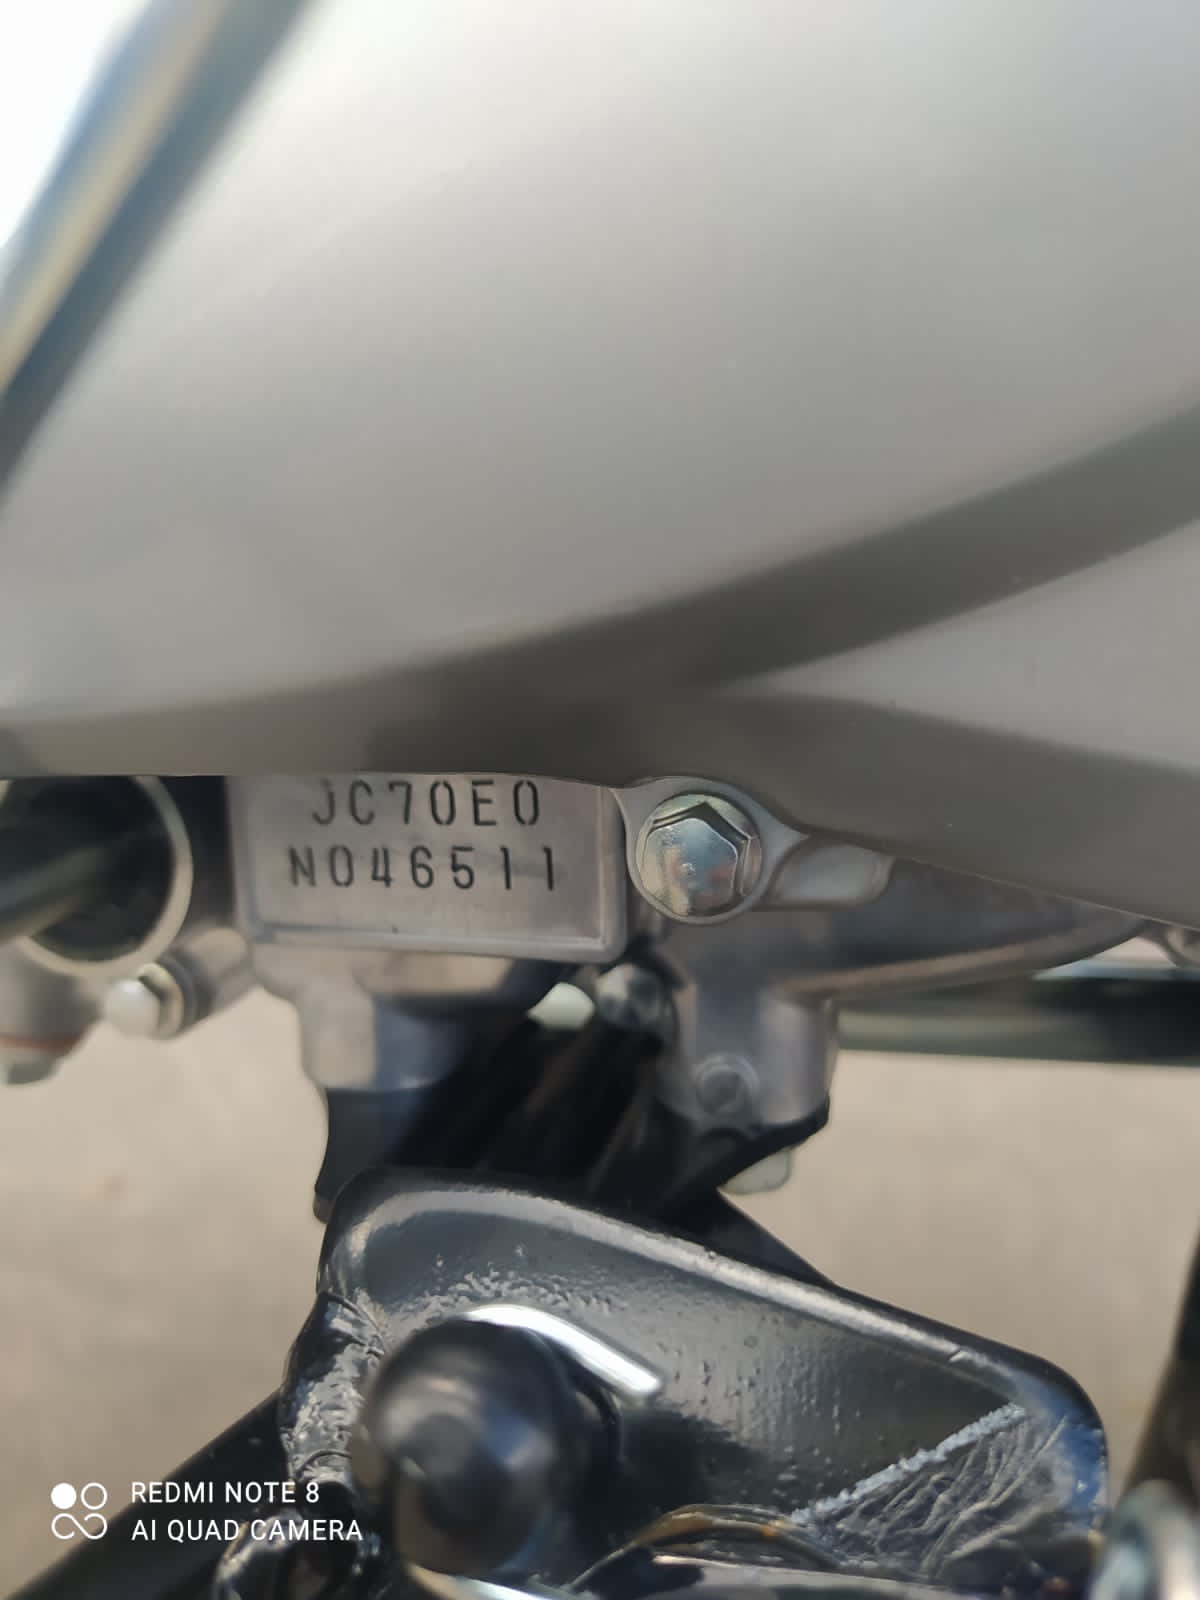 JC70E0
N046511
REDMI NOTE 8
AI QUAD CAMERA